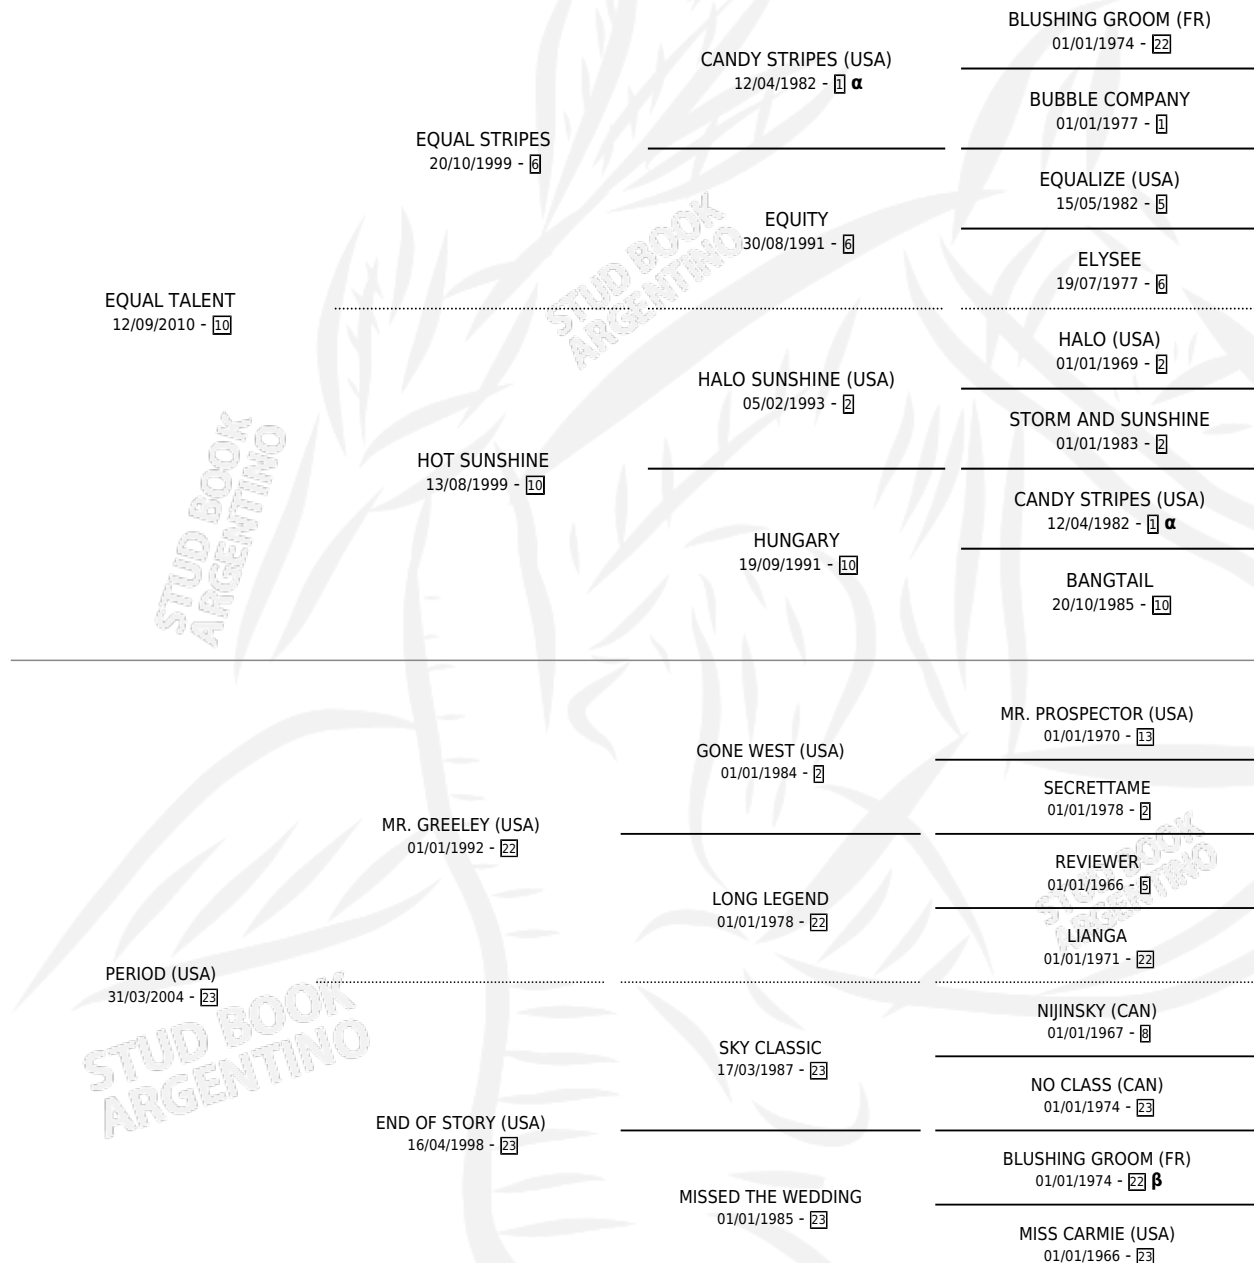 BLUSHING GROOM (FR)
01/01/1974 - 22
CANDY STRIPES (USA)
12/04/1982 - 1 α
BUBBLE COMPANY
01/01/1977 - 1
EQUAL STRIPES
20/10/1999 - 6
EQUALIZE (USA)
15/05/1982 - 5
EQUITY
30/08/1991 - 6
ELYSEE
19/07/1977 - 6
EQUAL TALENT
12/09/2010 - 10
HALO (USA)
01/01/1969 - 2
HALO SUNSHINE (USA)
05/02/1993 - 2
STORM AND SUNSHINE
01/01/1983 - 2
HOT SUNSHINE
13/08/1999 - 10
CANDY STRIPES (USA)
12/04/1982 - 1 α
HUNGARY
19/09/1991 - 10
BANGTAIL
20/10/1985 - 10
STUD BOOK
ARGENTINO
STUD BOOK
ARGENTINO
MR. PROSPECTOR (USA)
01/01/1970 - 13
GONE WEST (USA)
01/01/1984 - 2
SECRETTAME
01/01/1978 - 2
MR. GREELEY (USA)
01/01/1992 - 22
REVIEWER
01/01/1966 - 5
LONG LEGEND
01/01/1978 - 22
LIANGA
01/01/1971 - 22
PERIOD (USA)
31/03/2004 - 23
NIJINSKY (CAN)
01/01/1967 - 8
SKY CLASSIC
17/03/1987 - 23
NO CLASS (CAN)
01/01/1974 - 23
END OF STORY (USA)
16/04/1998 - 23
BLUSHING GROOM (FR)
01/01/1974 - 22 β
MISSED THE WEDDING
01/01/1985 - 23
MISS CARMIE (USA)
01/01/1966 - 23
STUD BOOK
ARGENTINO
STUD BOOK
ARGENTINO